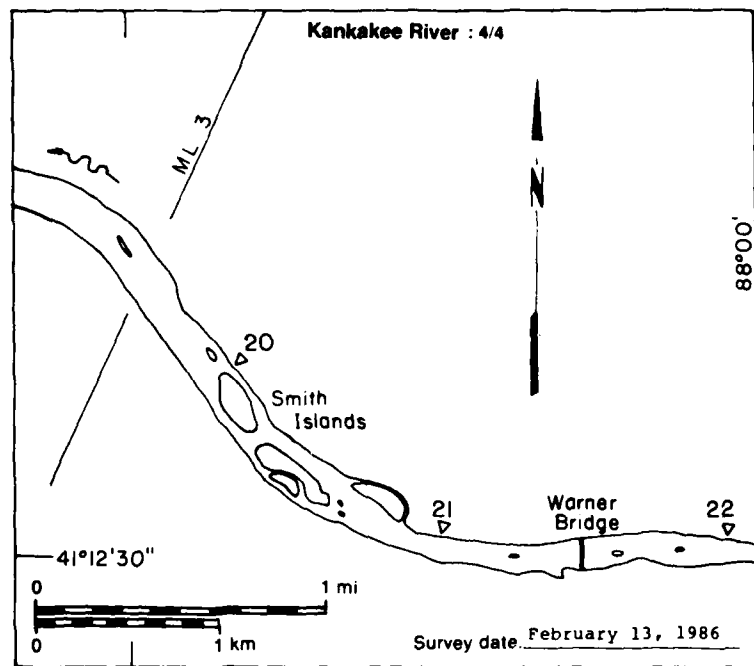 Kankakee River : 4/4
ML 3
N
88°00'
20
Smith
Islands
21
Warner
Bridge
22
41°12'30"
0 1 mi
0 1 km
Survey date February 13, 1986